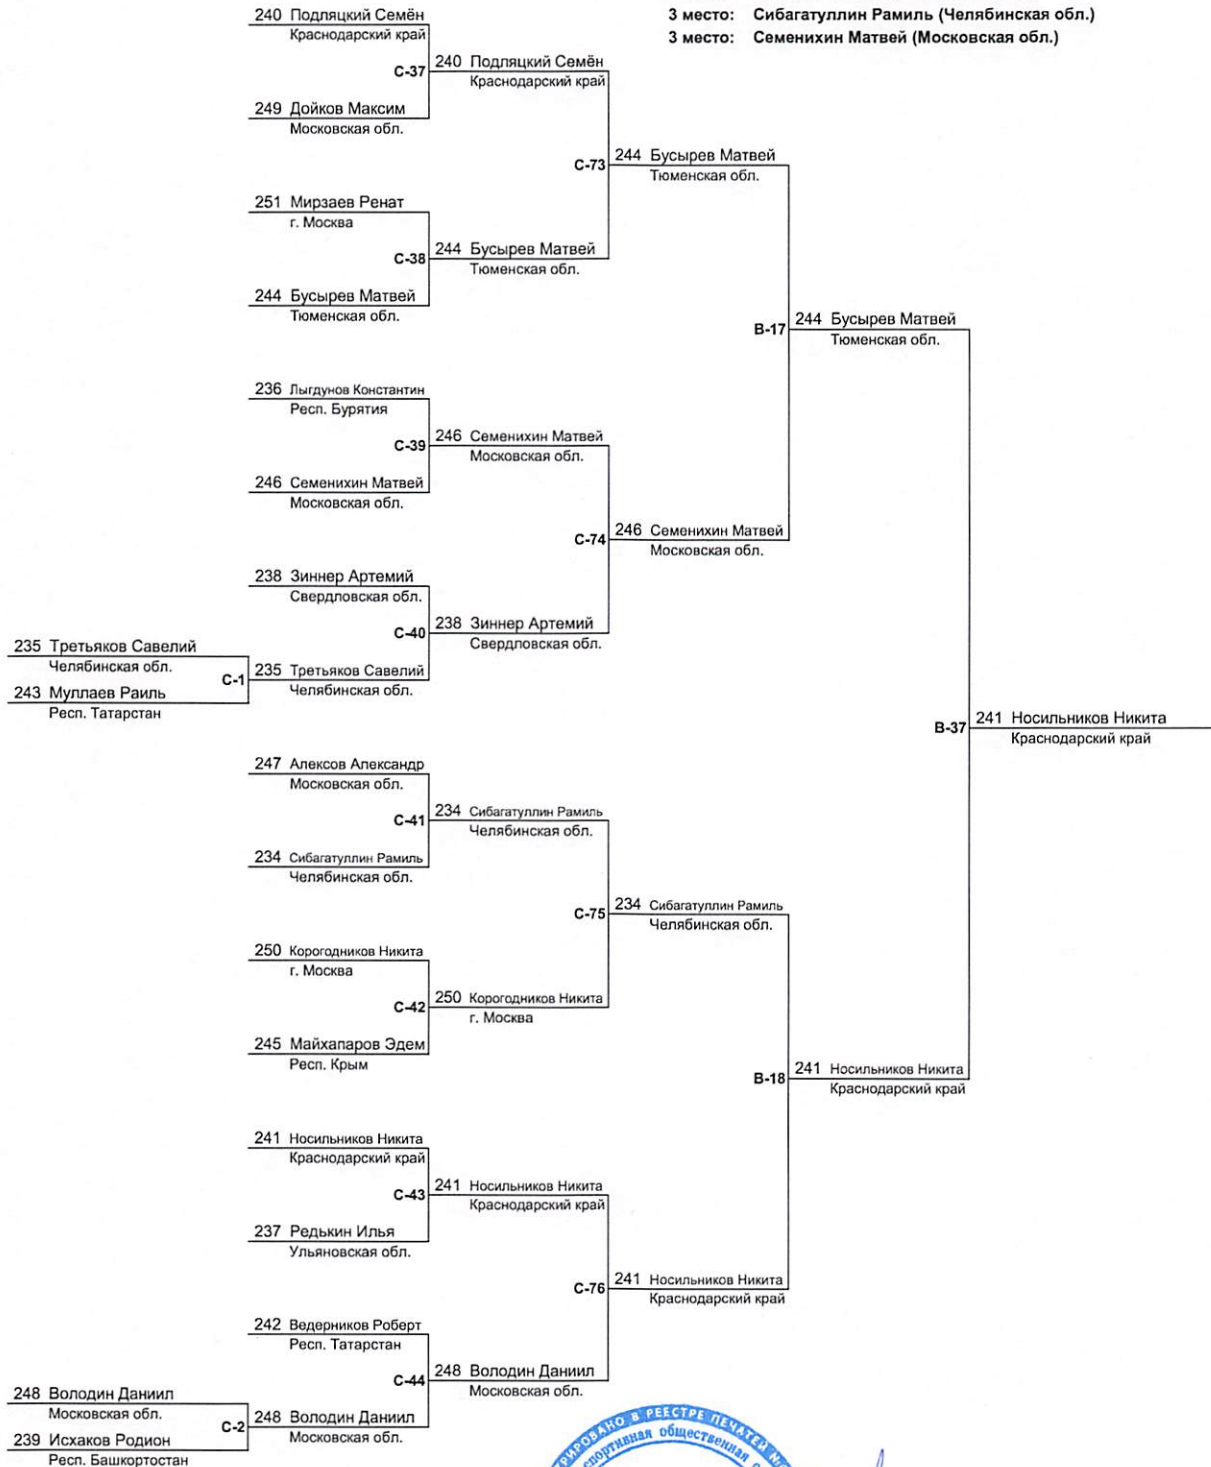 240 Подляцкий Семён
Краснодарский край
3 место: Сибагатуллин Рамиль (Челябинская обл.)
3 место: Семенихин Матвей (Московская обл.)
С-37
240 Подляцкий Семён
Краснодарский край
249 Дойков Максим
Московская обл.
С-73
244 Бусырев Матвей
Тюменская обл.
251 Мирзаев Ренат
г. Москва
С-38
244 Бусырев Матвей
Тюменская обл.
244 Бусырев Матвей
Тюменская обл.
В-17
244 Бусырев Матвей
Тюменская обл.
236 Лыгдунов Константин
Респ. Бурятия
С-39
246 Семенихин Матвей
Московская обл.
246 Семенихин Матвей
Московская обл.
С-74
246 Семенихин Матвей
Московская обл.
238 Зиннер Артемий
Свердловская обл.
С-40
238 Зиннер Артемий
Свердловская обл.
235 Третьяков Савелий
Челябинская обл.
С-1
235 Третьяков Савелий
Челябинская обл.
243 Муллаев Раиль
Респ. Татарстан
В-37
241 Носильников Никита
Краснодарский край
247 Алексов Александр
Московская обл.
С-41
234 Сибагатуллин Рамиль
Челябинская обл.
234 Сибагатуллин Рамиль
Челябинская обл.
С-75
234 Сибагатуллин Рамиль
Челябинская обл.
250 Корогодников Никита
г. Москва
С-42
250 Корогодников Никита
г. Москва
245 Майхапаров Эдем
Респ. Крым
В-18
241 Носильников Никита
Краснодарский край
241 Носильников Никита
Краснодарский край
С-43
241 Носильников Никита
Краснодарский край
237 Редькин Илья
Ульяновская обл.
С-76
241 Носильников Никита
Краснодарский край
242 Ведерников Роберт
Респ. Татарстан
С-44
248 Володин Даниил
Московская обл.
248 Володин Даниил
Московская обл.
С-2
248 Володин Даниил
Московская обл.
239 Исхаков Родион
Респ. Башкортостан
В РЕЕСТРЕ ПЕЧАТЕЙ
общественная